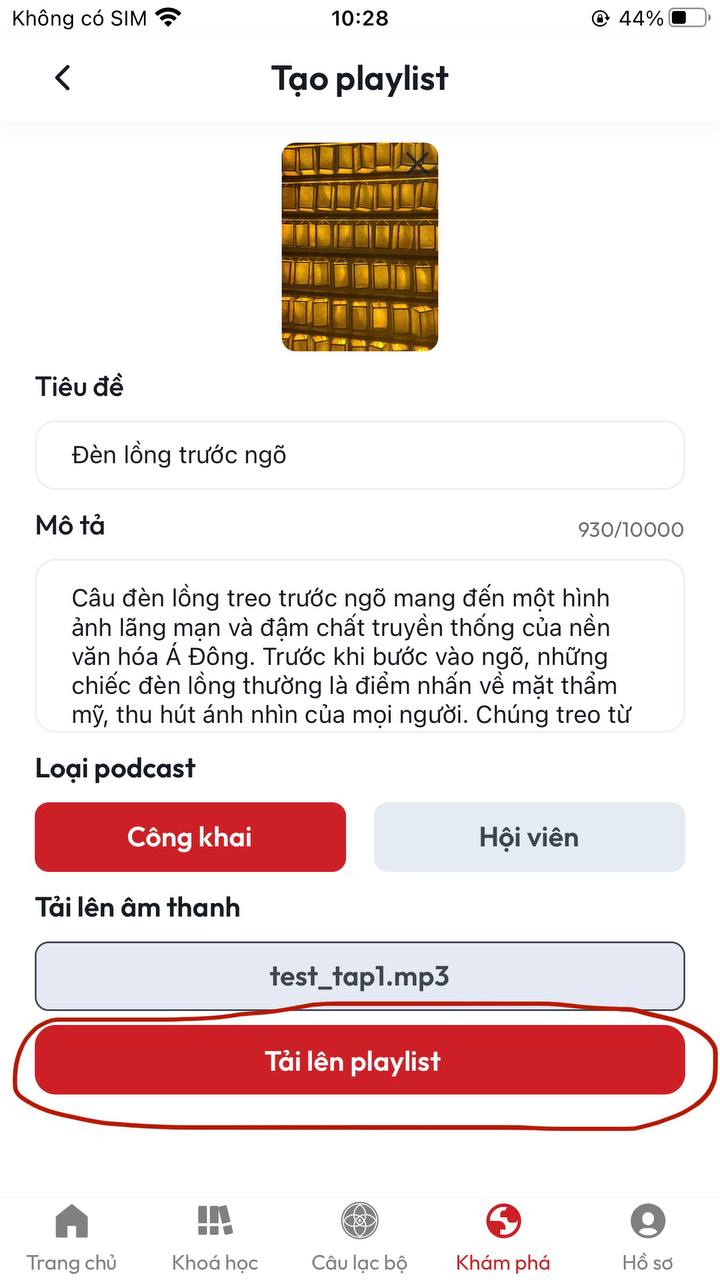 Không có SIM 10:28 44%
Tạo playlist
Tiêu đề
Đèn lồng trước ngõ
Mô tả 930/10000
Câu đèn lồng treo trước ngõ mang đến một hình
ảnh lãng mạn và đậm chất truyền thống của nền
văn hóa Á Đông. Trước khi bước vào ngõ, những
chiếc đèn lồng thường là điểm nhấn về mặt thẩm
mỹ, thu hút ánh nhìn của mọi người. Chúng treo từ
Loại podcast
Công khai Hội viên
Tải lên âm thanh
test_tap1.mp3
Tải lên playlist
Trang chủ Khoá học Câu lạc bộ Khám phá Hồ sơ